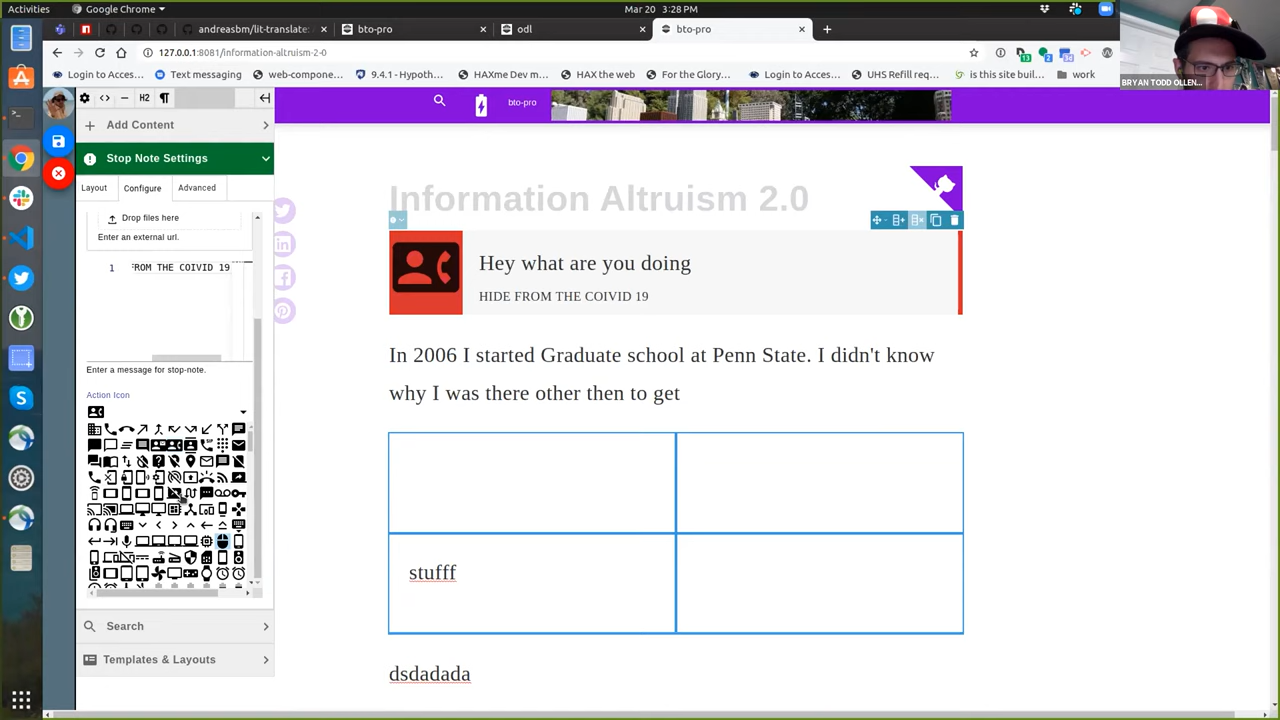 Activities
Google Chrome
Mar 20 3:28 PM
andreasbm/lit-translate:
bto-pro
odl
bto-pro
127.0.0.1:8081/information-altruism-2-0
Login to Acces…
Text messaging
web-compone…
9.4.1 - Hypoth…
HAXme Dev m…
HAX the web
For the Glory…
Login to Acces…
UHS Refill req…
is this site buil…
work
BRYAN TODD OLLEN…
H2
bto-pro
Add Content
Stop Note Settings
Layout
Configure
Advanced
Drop files here
Enter an external url.
1
ROM THE COIVID 19
Enter a message for stop-note.
Action Icon
Search
Templates & Layouts
Information Altruism 2.0
Hey what are you doing
HIDE FROM THE COIVID 19
In 2006 I started Graduate school at Penn State. I didn't know
why I was there other then to get
stufff
dsdadada